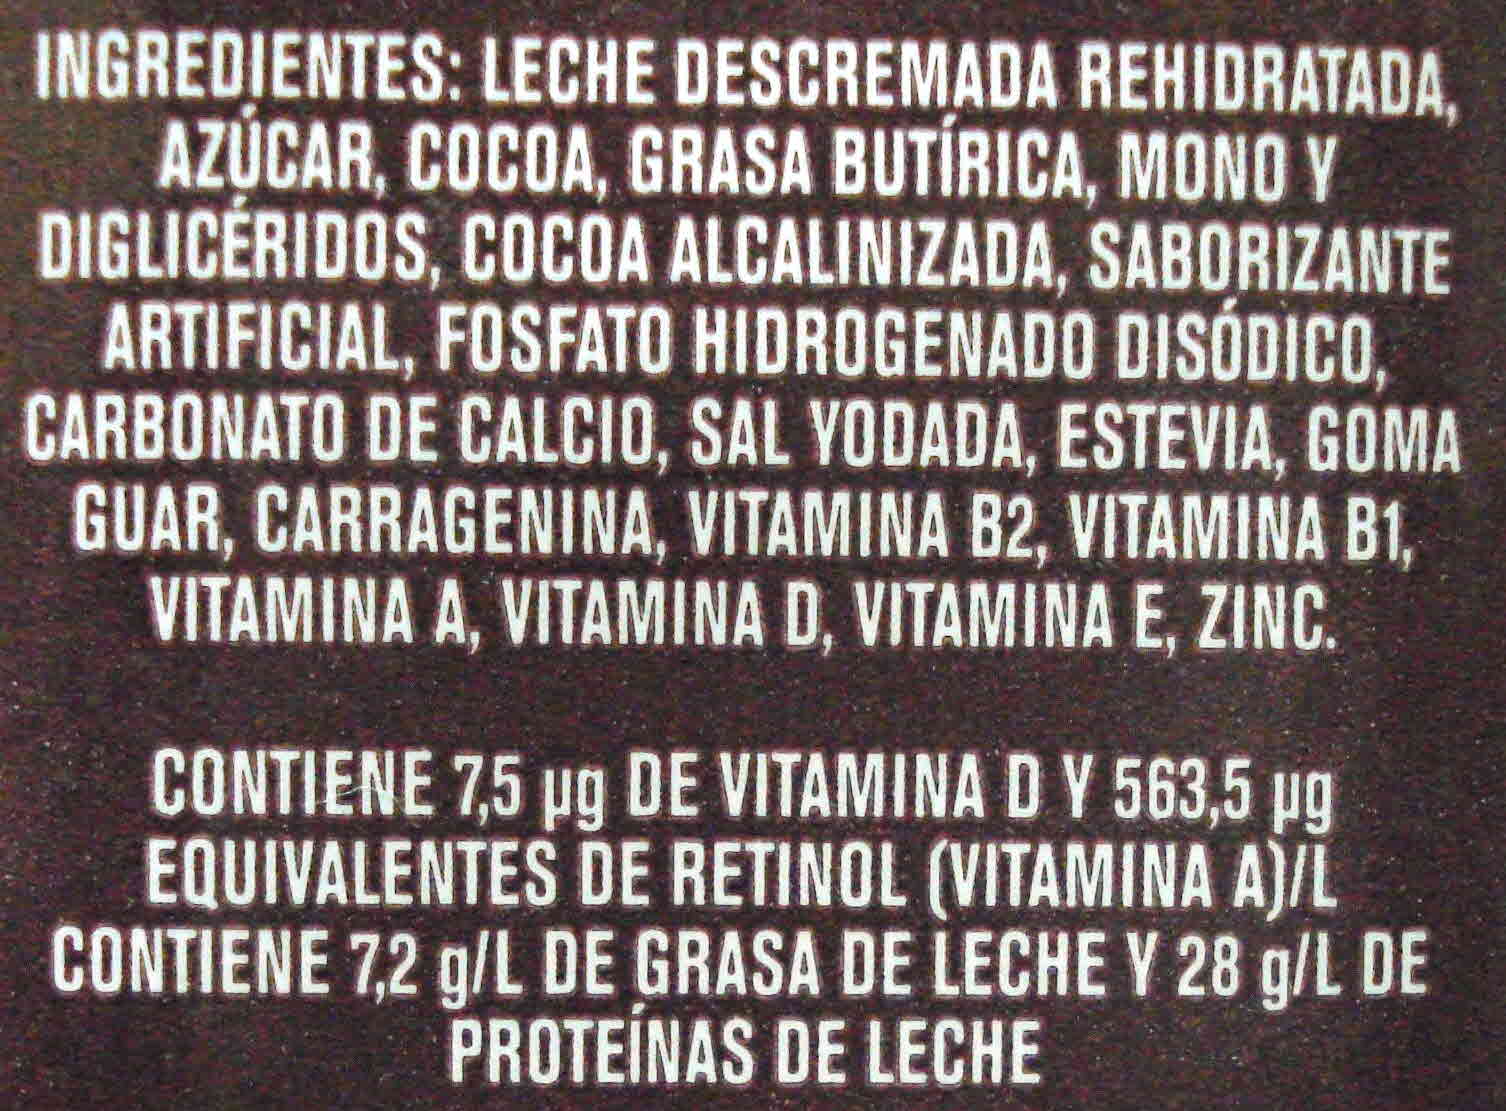 INGREDIENTES: LECHE DESCREMADA REHIDRATADA,
AZÚCAR, COCOA, GRASA BUTÍRICA, MONO Y
DIGLICÉRIDOS, COCOA ALCALINIZADA, SABORIZANTE
ARTIFICIAL, FOSFATO HIDROGENADO DISÓDICO,
CARBONATO DE CALCIO, SAL YODADA, ESTEVIA, GOMA
GUAR, CARRAGENINA, VITAMINA B2, VITAMINA B1,
VITAMINA A, VITAMINA D, VITAMINA E, ZINC.
CONTIENE 7,5 µg DE VITAMINA D Y 563,5 µg
EQUIVALENTES DE RETINOL (VITAMINA A)/L
CONTIENE 7,2 g/L DE GRASA DE LECHE Y 28 g/L DE
PROTEÍNAS DE LECHE